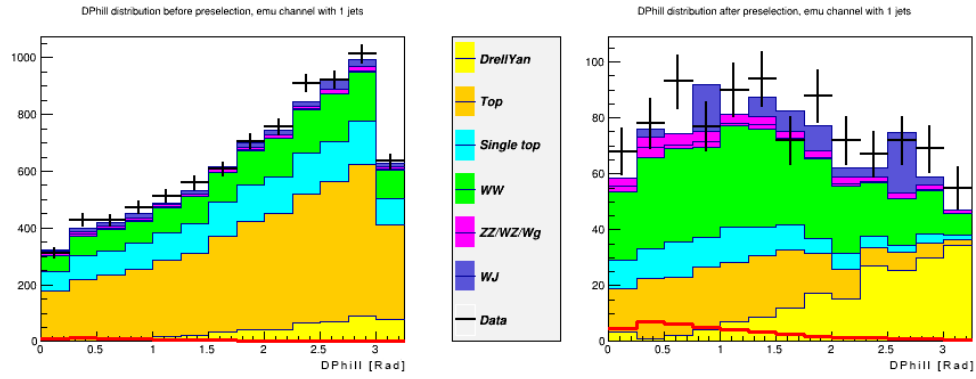 DPhill distribution before preselection, emu channel with 1 jets
1000
800
600
400
200
0
0 0.5 1 1.5 2 2.5 3
DPhill [Rad]
DrellYan
Top
Single top
WW
ZZ/WZ/Wg
WJ
Data
DPhill distribution after preselection, emu channel with 1 jets
100
80
60
40
20
0
0 0.5 1 1.5 2 2.5 3
DPhill [Rad]